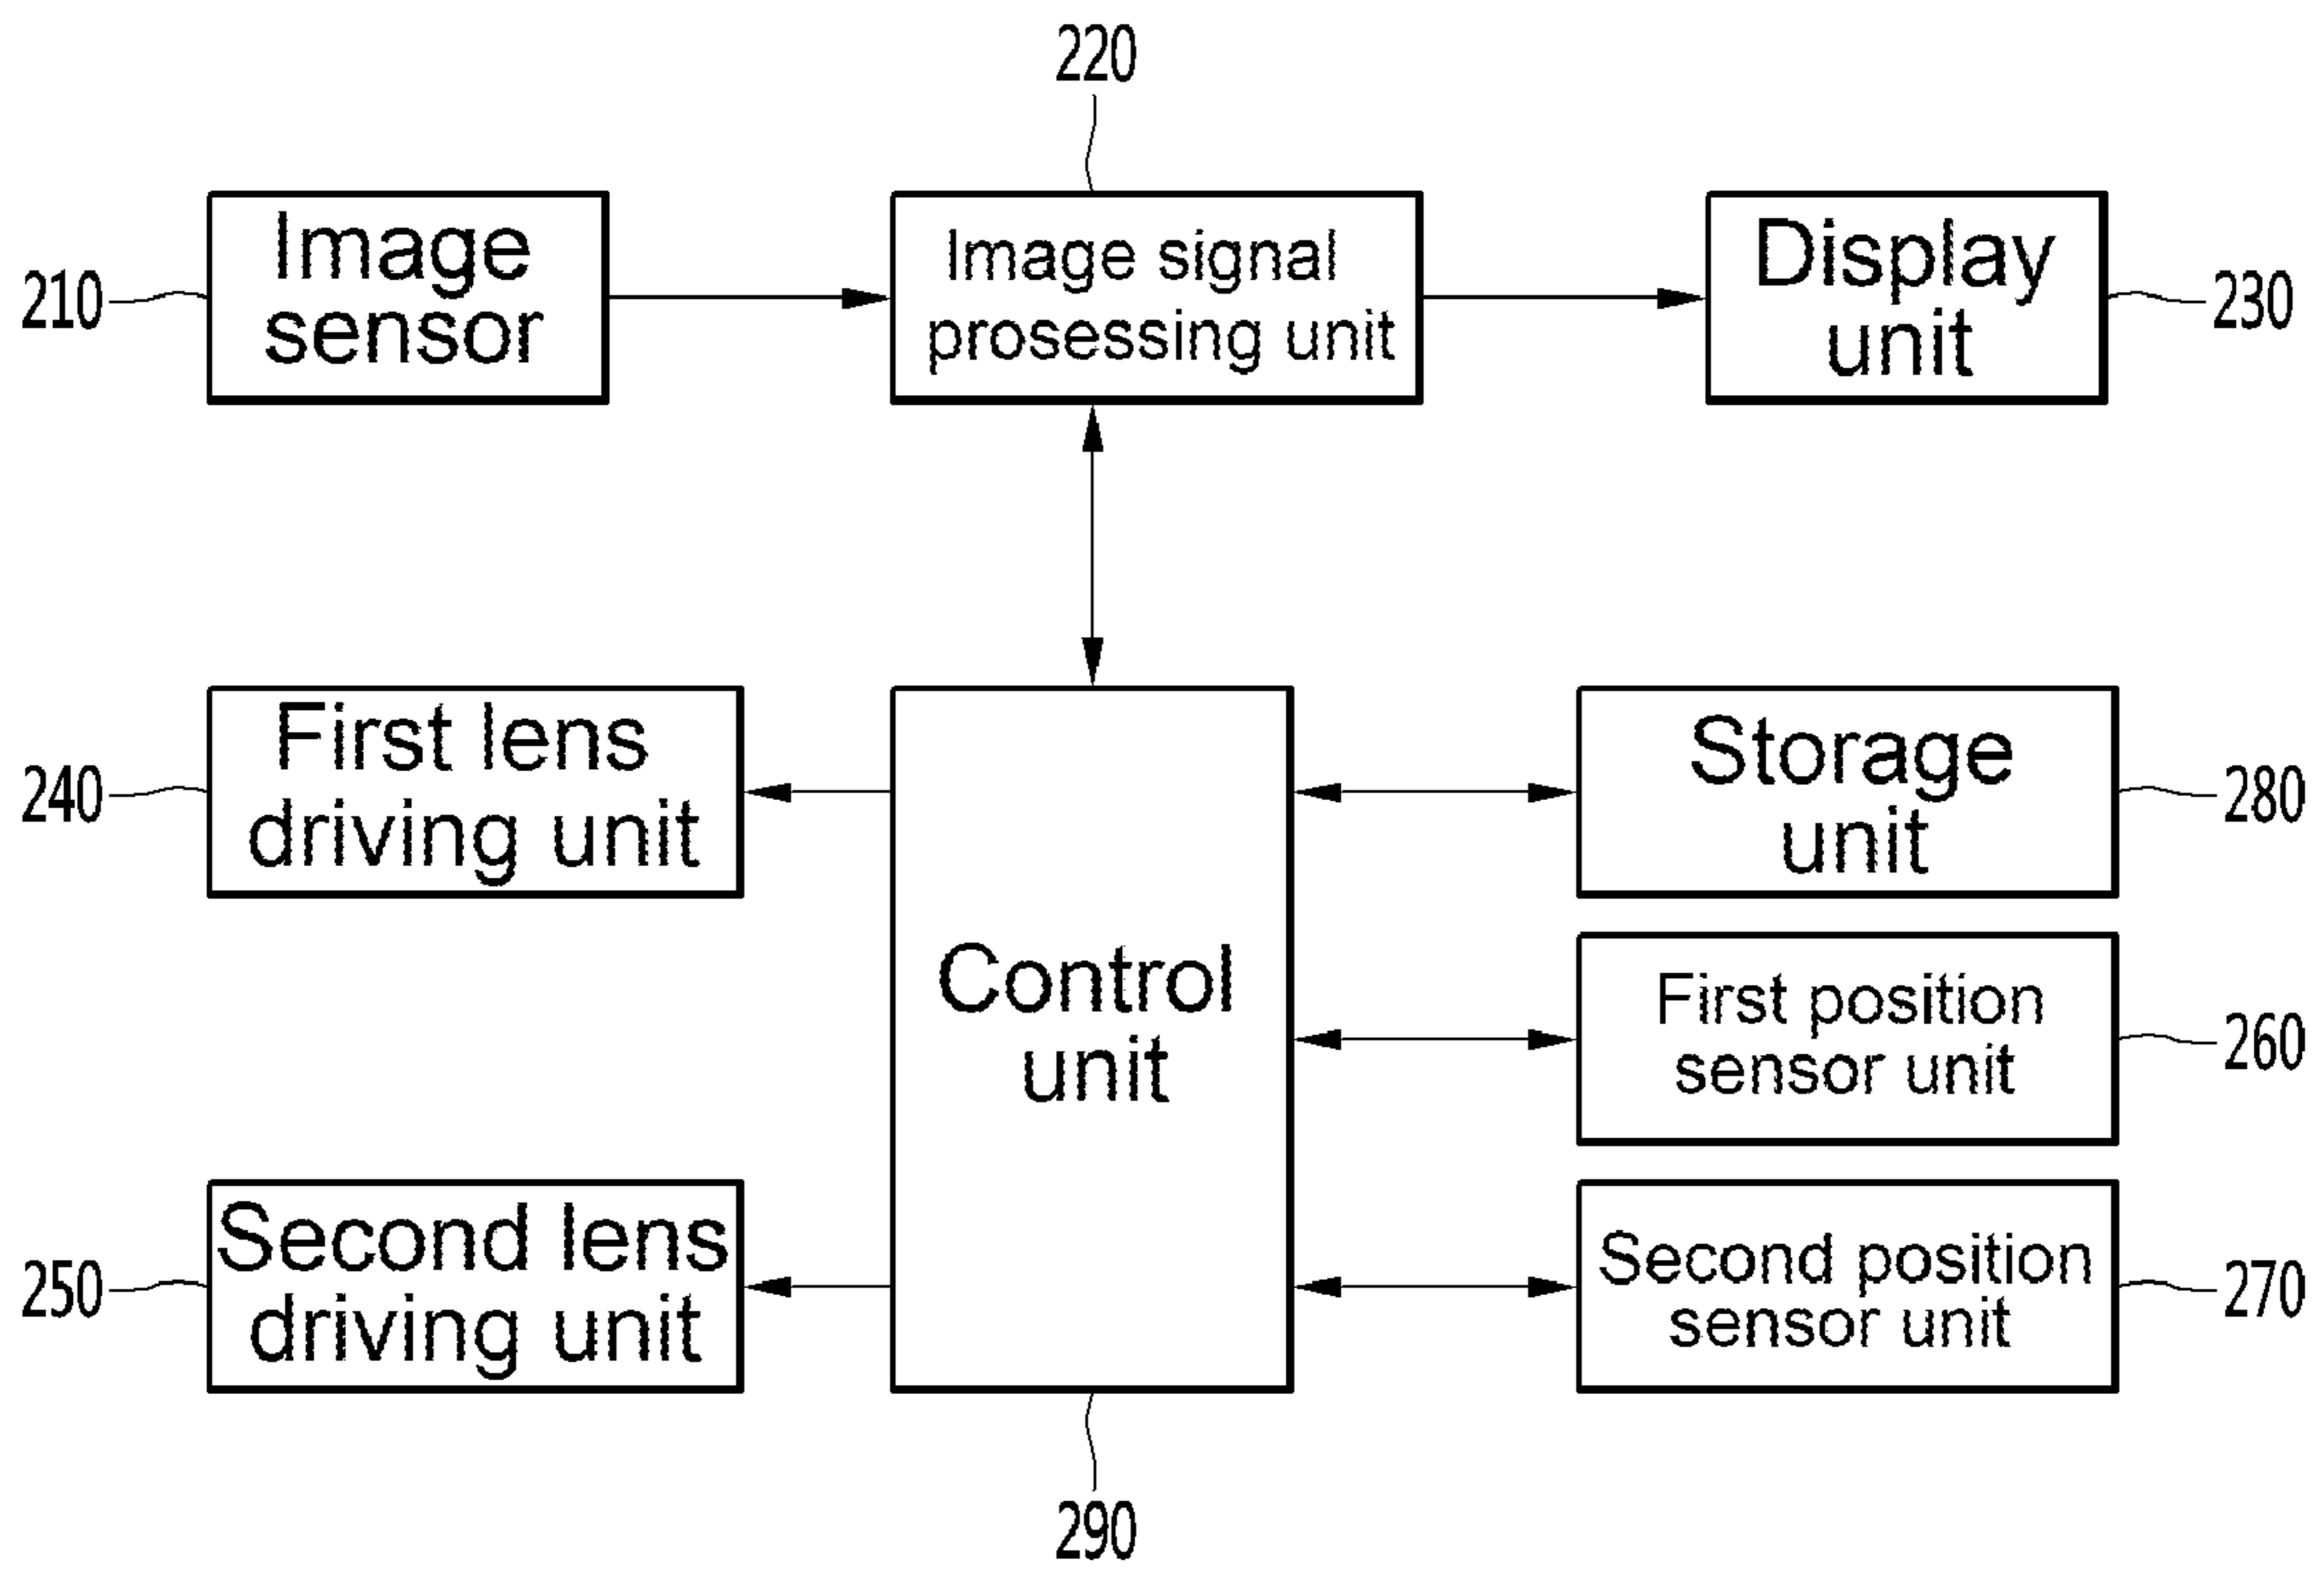 220
Image
sensor
210
Image signal
prosessing unit
Display
unit
230
First lens
driving unit
240
Control
unit
290
Storage
unit
280
First position
sensor unit
260
Second lens
driving unit
250
Second position
sensor unit
270